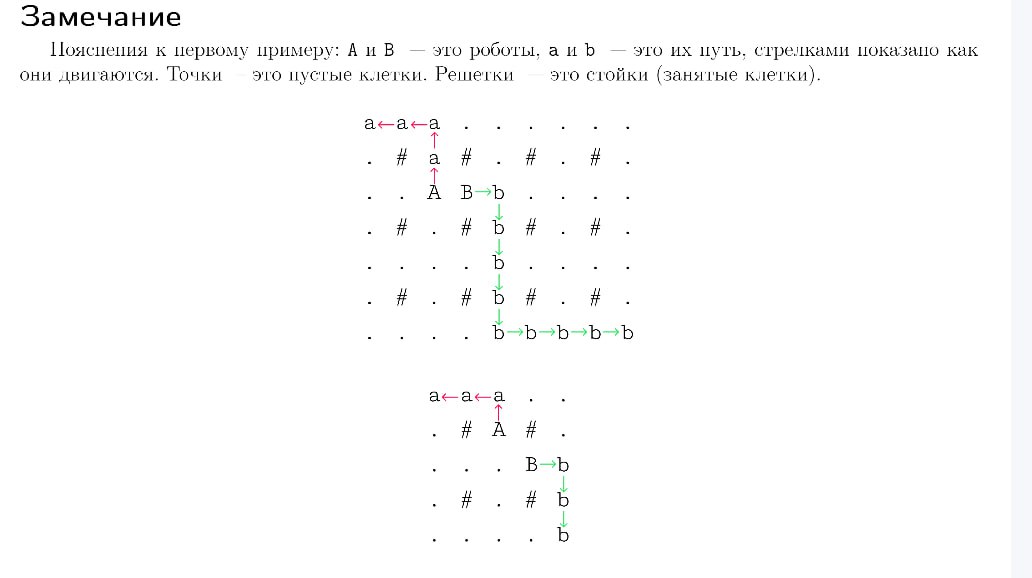 Замечание
Пояснения к первому примеру: A и B — это роботы, a и b — это их путь, стрелками показано как
они двигаются. Точки – это пустые клетки. Решетки — это стойки (занятые клетки).
a←a←a . . . . . .
↑
. # a # . # . # .
↑
. . A B→b . . . .
↓
. # . # b # . # .
↓
. . . . b . . . .
↓
. # . # b # . # .
↓
. . . . b→b→b→b→b
a←a←a . .
↑
. # A # .
. . . B→b
↓
. # . # b
↓
. . . . b